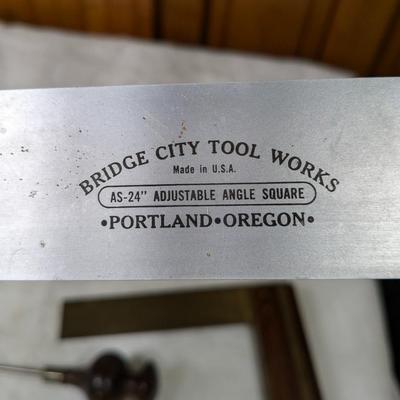 BRIDGE CITY TOOL WORKS
Made in U.S.A.
AS-24" ADJUSTABLE ANGLE SQUARE
•PORTLAND•OREGON•